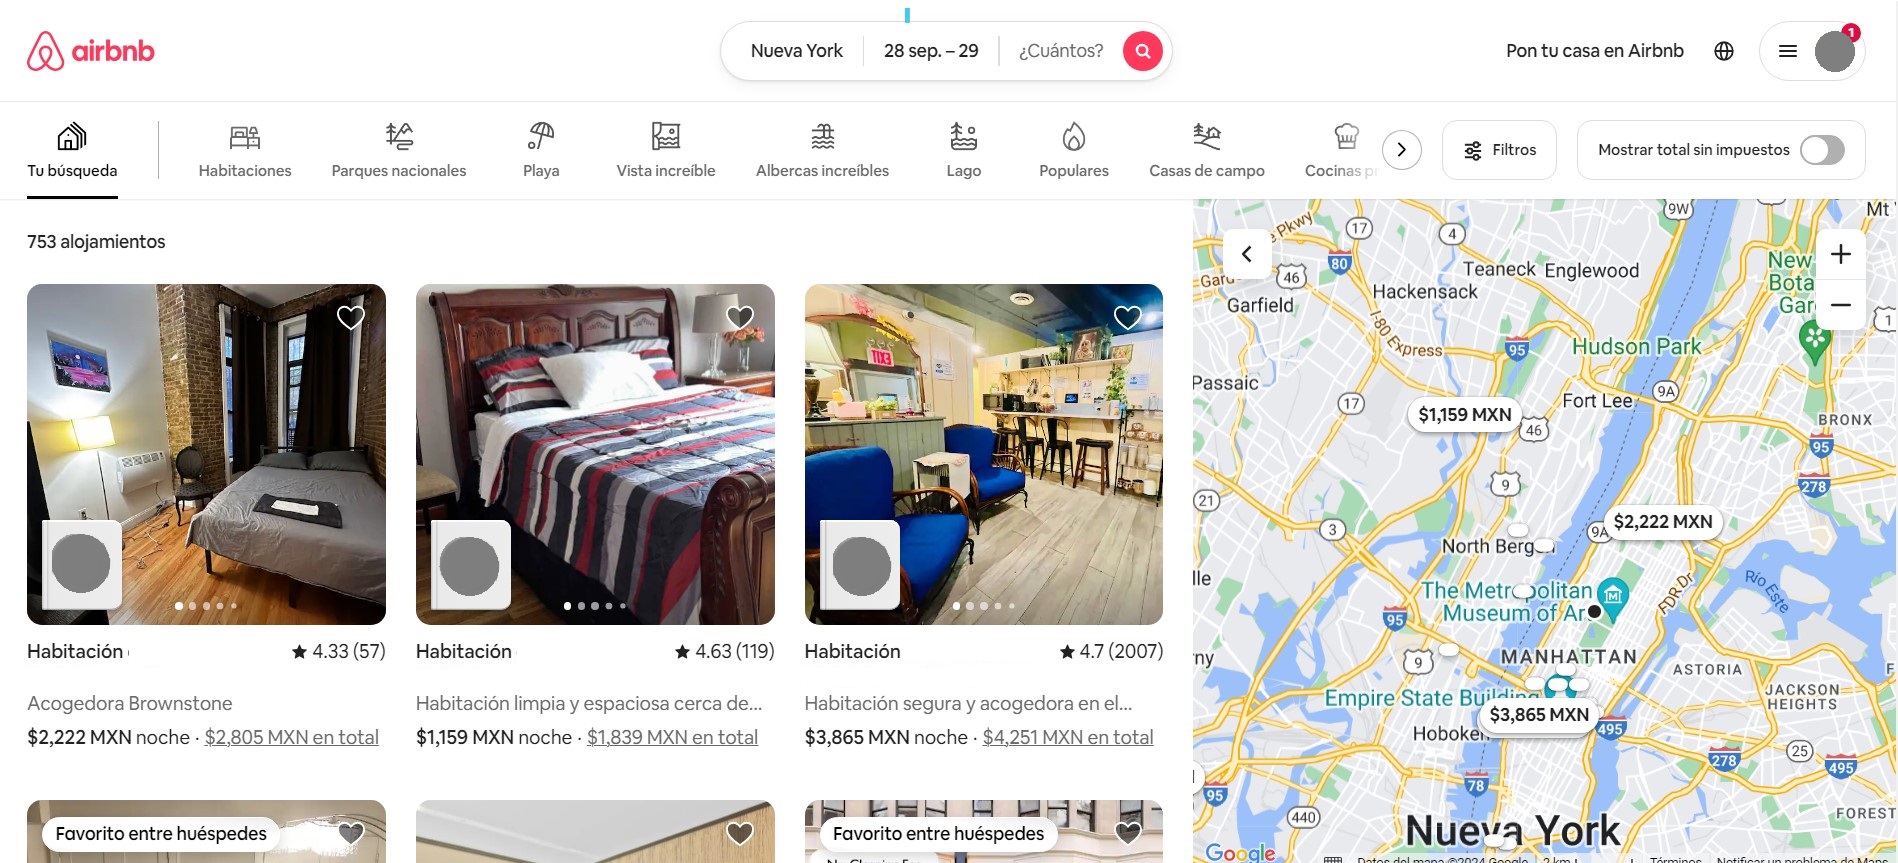 airbnb
Nueva York
28 sep. – 29
¿Cuántos?
Pon tu casa en Airbnb
1
Tu búsqueda
Habitaciones
Parques nacionales
Playa
Vista increíble
Albercas increíbles
Lago
Populares
Casas de campo
Cocinas
Filtros
Mostrar total sin impuestos
753 alojamientos
EXIT
Habitación
4.33 (57)
Acogedora Brownstone
$2,222 MXN noche · $2,805 MXN en total
Habitación
4.63 (119)
Habitación limpia y espaciosa cerca de...
$1,159 MXN noche · $1,839 MXN en total
Habitación
4.7 (2007)
Habitación segura y acogedora en el...
$3,865 MXN noche · $4,251 MXN en total
Favorito entre huéspedes
Favorito entre huéspedes
9W
Mt
Pkwy
17
4
80
46
Teaneck
Englewood
New
Hackensack
Garfield
1
I-80 Express
95
Hudson Park
Passaic
17
9A
Fort Lee
$1,159 MXN
46
BRONX
95
9
278
21
3
$2,222 MXN
9A
North Bergen
The Metropolitan
Museum of Art
FDR Dr
Río Este
95
9
MANHATTAN
ASTORIA
Empire State Building
JACKSON
HEIGHTS
$3,865 MXN
495
Hoboken
25
278
495
95
78
440
FOREST
Nueva York
Google
Datos del mapa ©2024 Google
2 km
Términos
Notificar un problema de Maps